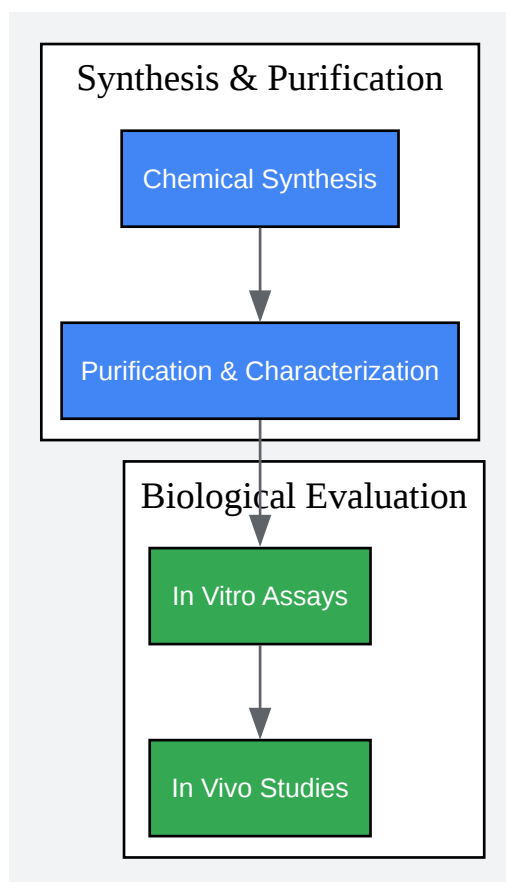 Synthesis & Purification
Chemical Synthesis
Purification & Characterization
Biological Evaluation
In Vitro Assays
In Vivo Studies